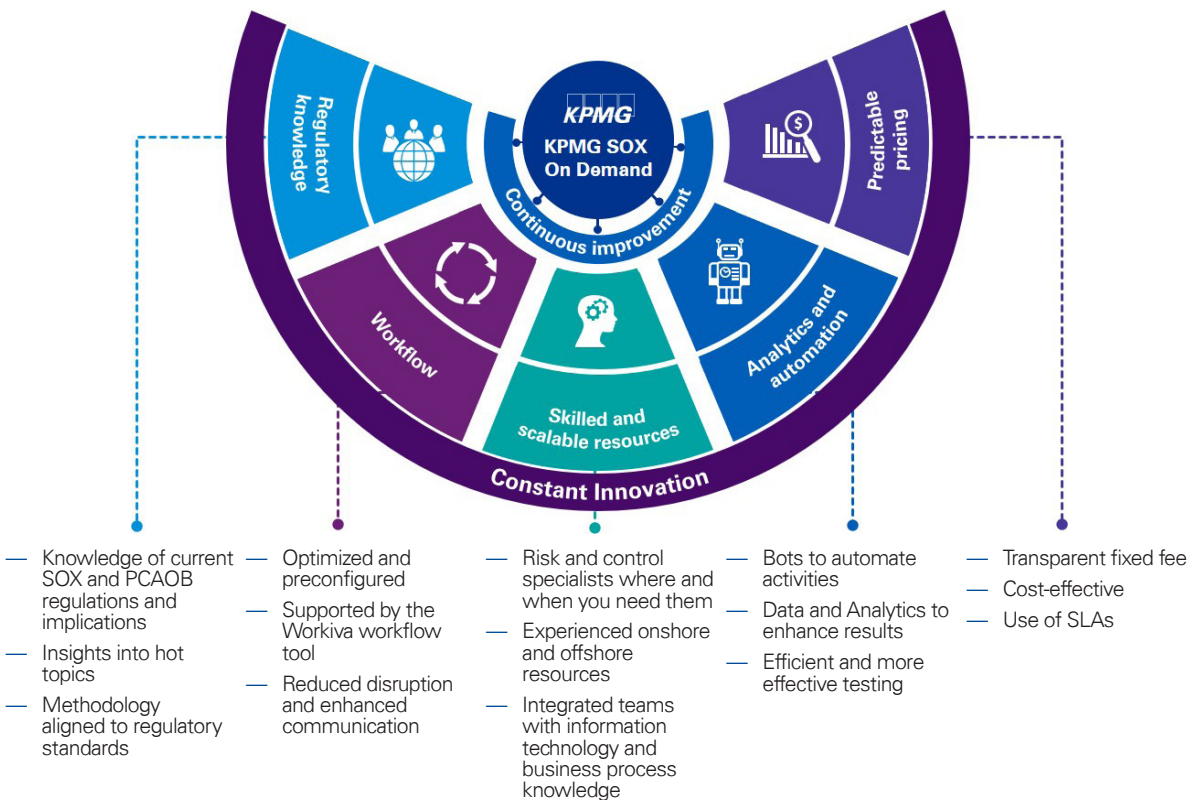 KPMG
KPMG SOX
On Demand
Continuous improvement
Regulatory
knowledge
Workflow
Skilled and
scalable resources
Analytics and
automation
$
Predictable
pricing
Constant Innovation
— Knowledge of current
SOX and PCAOB
regulations and
implications
— Insights into hot
topics
— Methodology
aligned to regulatory
standards
— Optimized and
preconfigured
— Supported by the
Workiva workflow
tool
— Reduced disruption
and enhanced
communication
— Risk and control
specialists where and
when you need them
— Experienced onshore
and offshore
resources
— Integrated teams
with information
technology and
business process
knowledge
— Bots to automate
activities
— Data and Analytics to
enhance results
— Efficient and more
effective testing
— Transparent fixed fee
— Cost-effective
— Use of SLAs